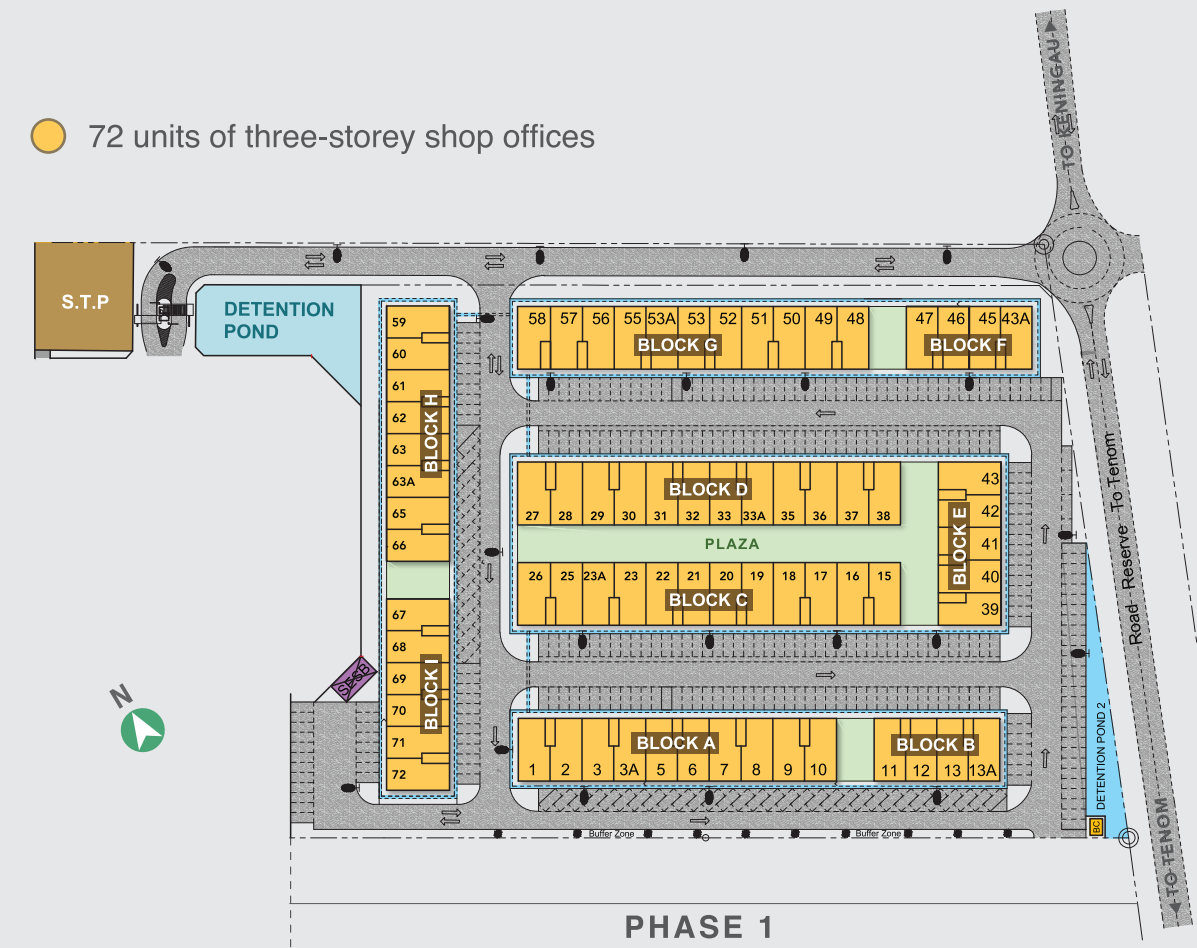 TO KENINGAU
72 units of three-storey shop offices
S.T.P
DETENTION
POND
59
60
61
62
63
63A
65
66
BLOCK H
58 57 56 55 53A 53 52 51 50 49 48
BLOCK G
47 46 45 43A
BLOCK F
BLOCK D
27 28 29 30 31 32 33 33A 35 36 37 38
PLAZA
26 25 23A 23 22 21 20 19 18 17 16 15
BLOCK C
43
42
41
40
39
BLOCK E
Road Reserve To Tenom
67
68
69
70
71
72
BLOCK I
SESB
N
BLOCK A
1 2 3 3A 5 6 7 8 9 10
BLOCK B
11 12 13 13A
DETENTION POND 2
BC
Buffer Zone
Buffer Zone
TO TENOM
PHASE 1